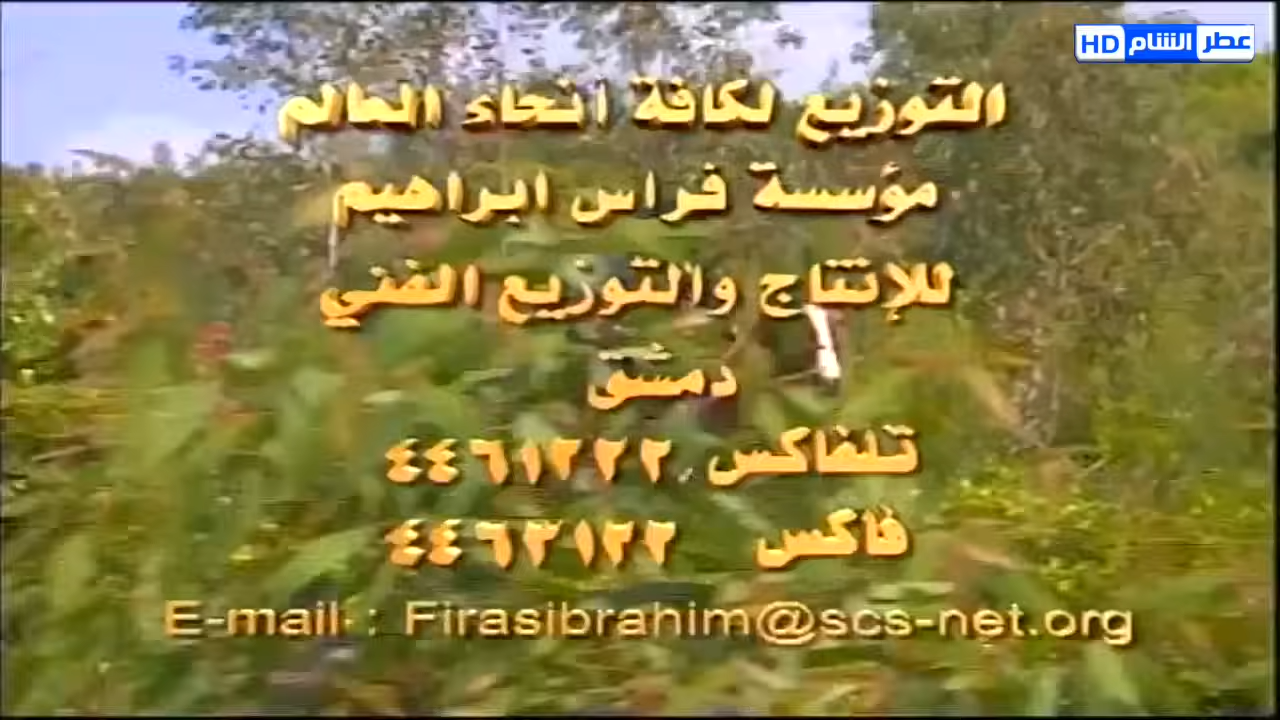 عطر الشام HD
التوزيع لكافة أنحاء العالم
مؤسسة فراس ابراهيم
للإنتاج والتوزيع الفني
دمشق
تلفاكس ٤٤٦١٢٢٢
فاكس ٤٤٦٣١٢٢
E-mail : Firasibrahim@scs-net.org